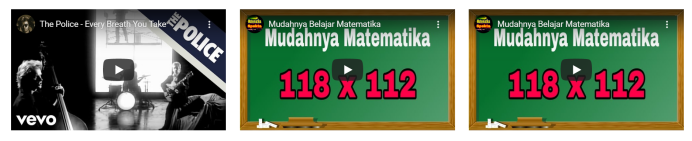 The Police - Every Breath You Take
THE POLICE
vevo
Mudahnya Belajar Matematika
Mudahnya Matematika
118 x 112
Mudahnya Belajar Matematika
Mudahnya Matematika
118 x 112